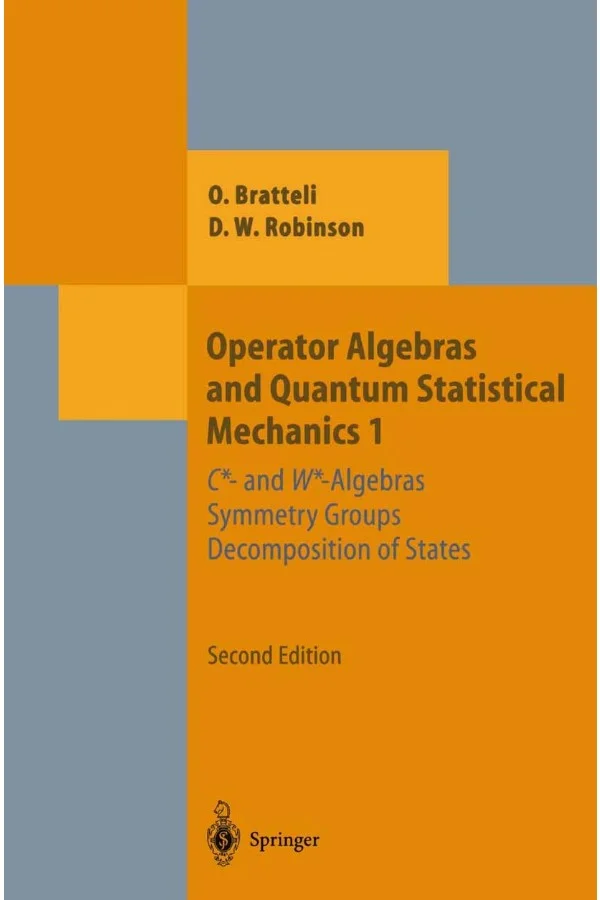 O. Bratteli
D. W. Robinson
Operator Algebras
and Quantum Statistical
Mechanics 1
C*- and W*-Algebras
Symmetry Groups
Decomposition of States
Second Edition
Springer